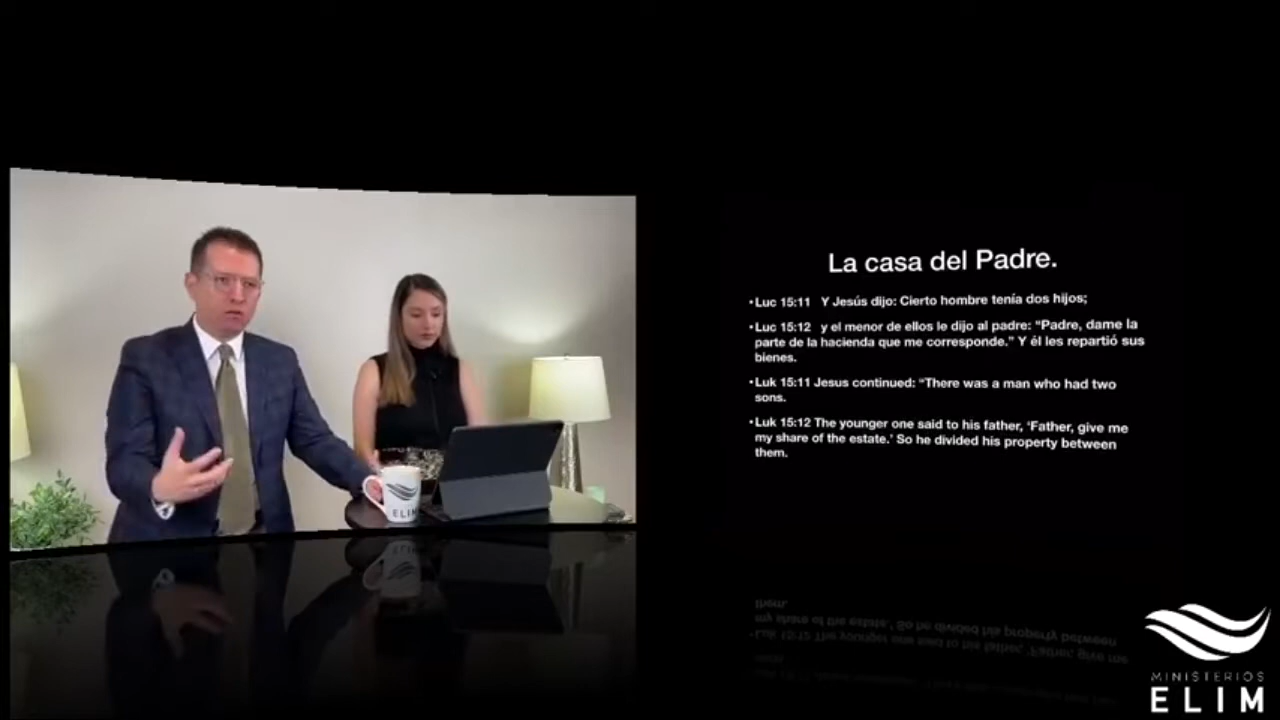 La casa del Padre.
•Luc 15:11 Y Jesús dijo: Cierto hombre tenía dos hijos;
•Luc 15:12 y el menor de ellos le dijo al padre: “Padre, dame la
parte de la hacienda que me corresponde.” Y él les repartió sus
bienes.
•Luk 15:11 Jesus continued: “There was a man who had two
sons.
•Luk 15:12 The younger one said to his father, ‘Father, give me
my share of the estate.’ So he divided his property between
them.
ELIM
MINISTERIOS
ELIM